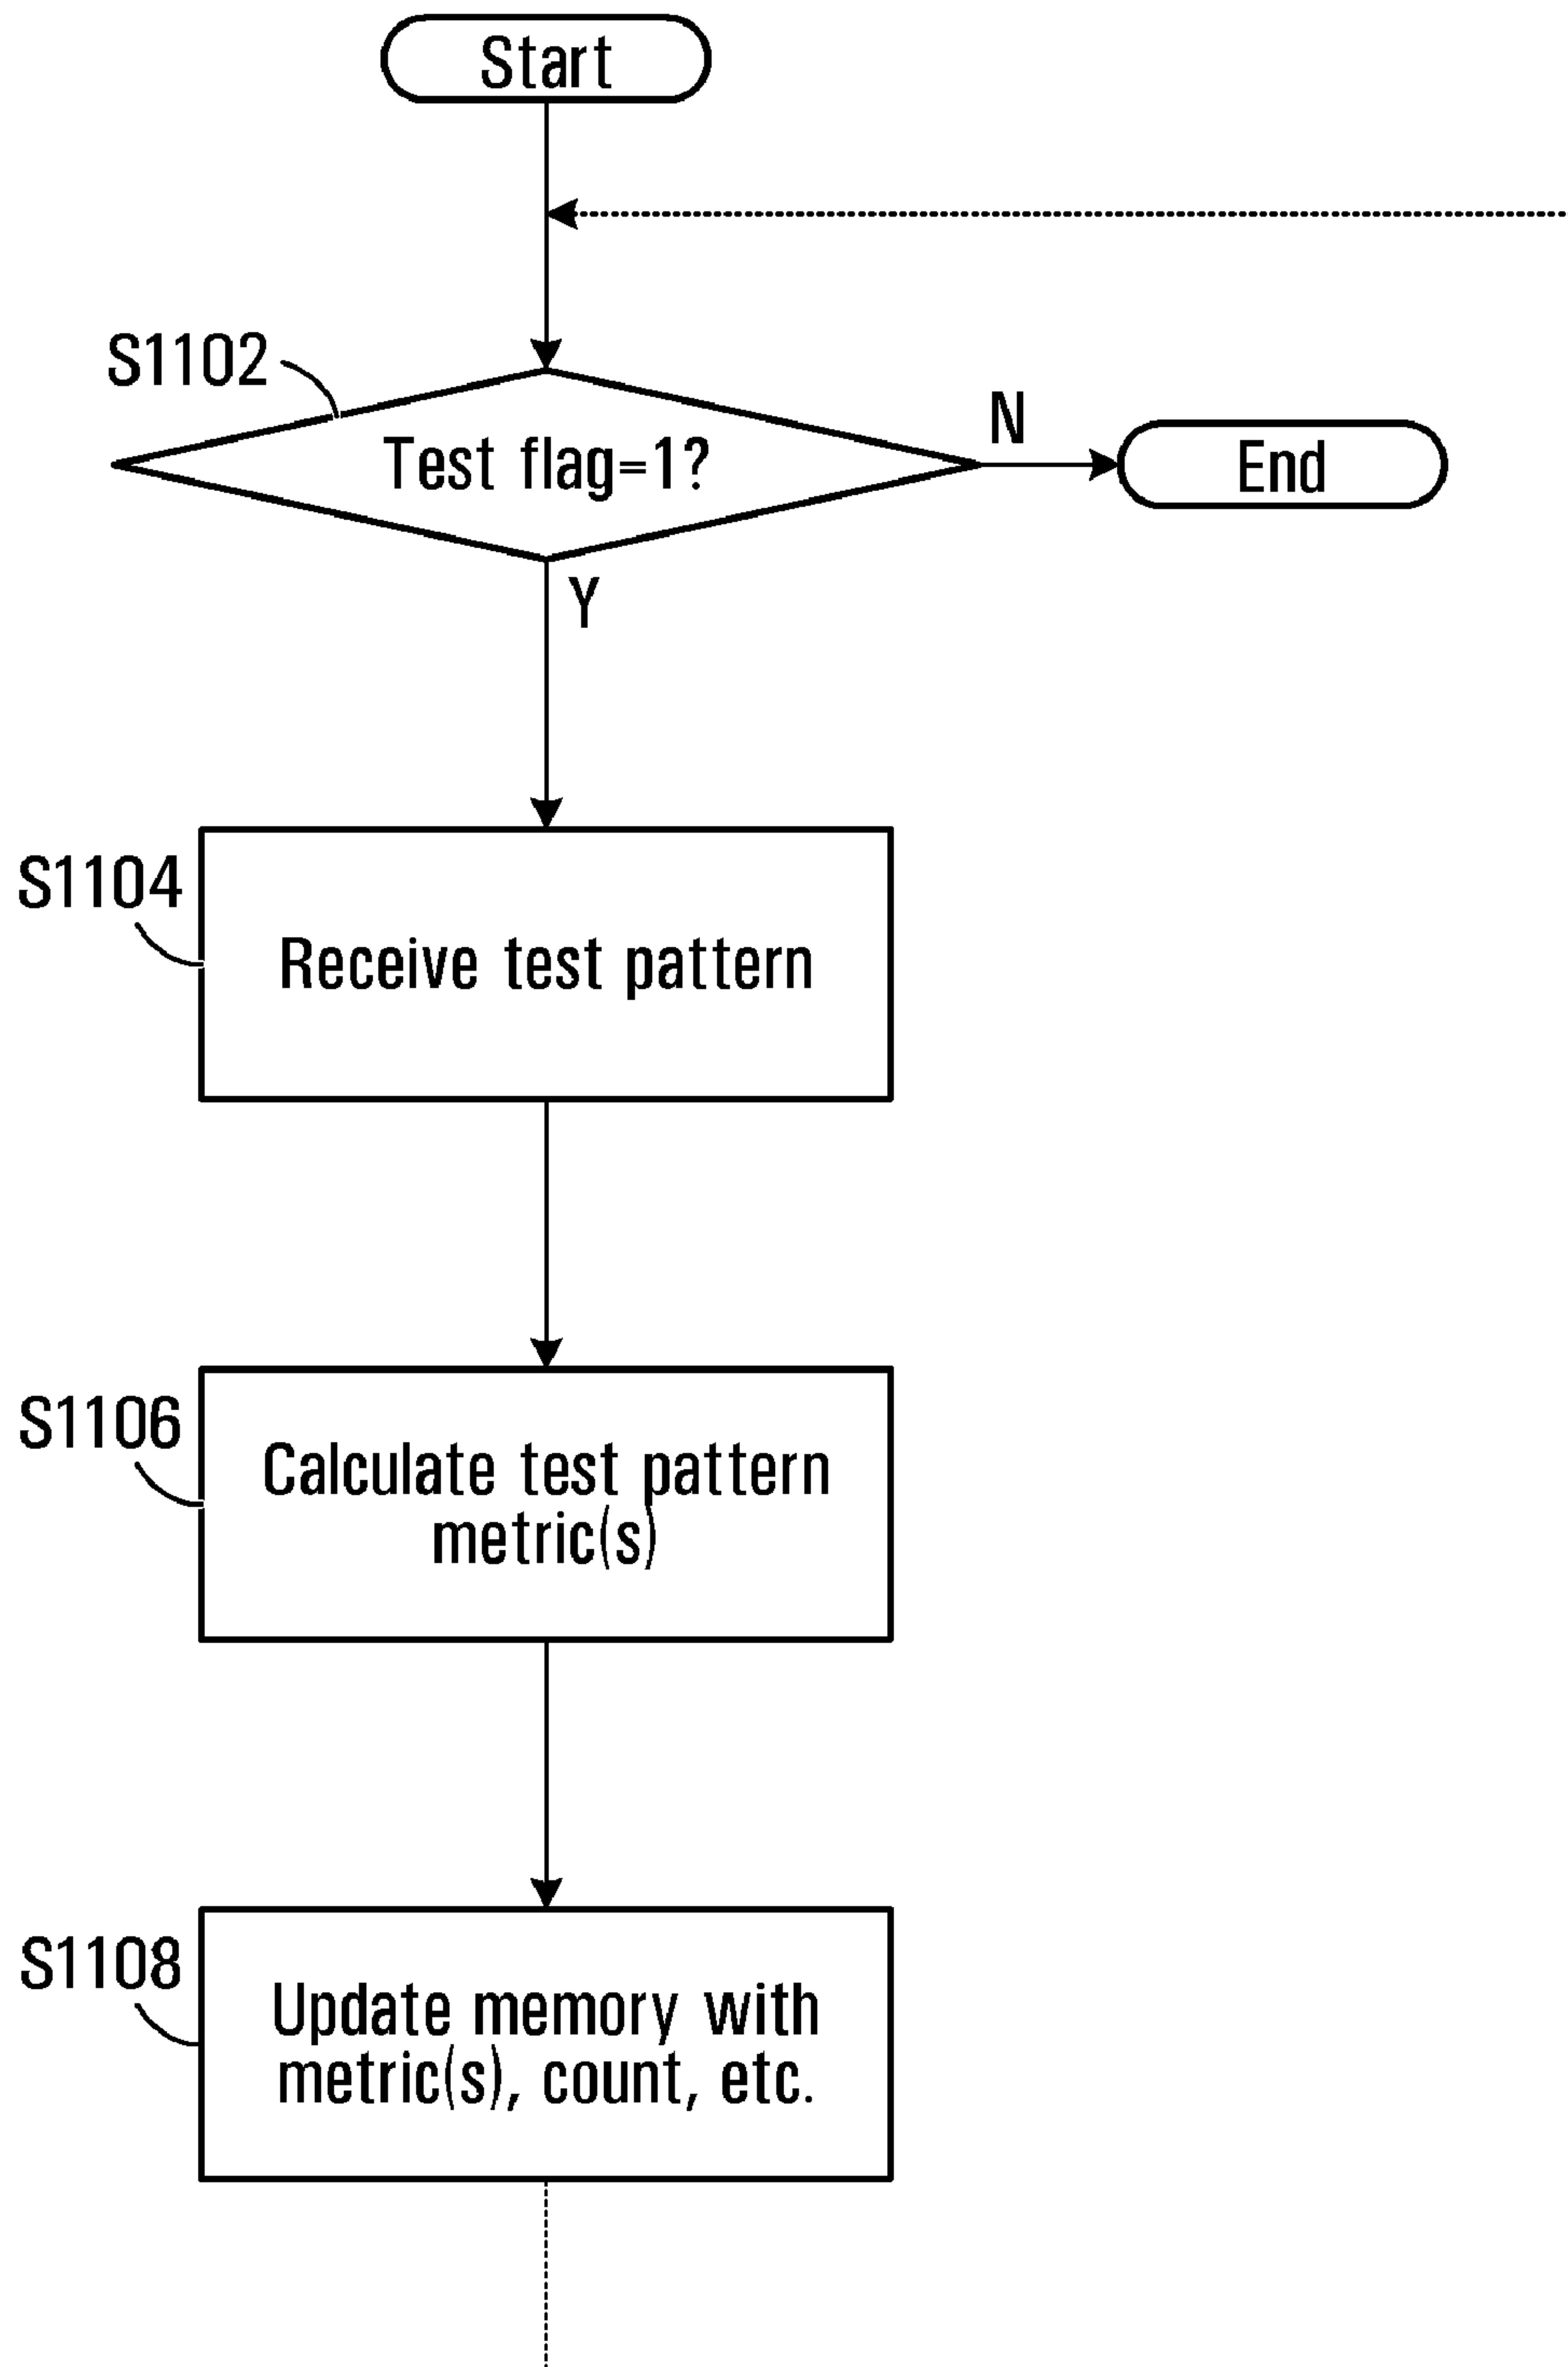 Start
S1102
Test flag=1?
N
End
Y
S1104
Receive test pattern
S1106
Calculate test pattern
metric(s)
S1108
Update memory with
metric(s), count, etc.